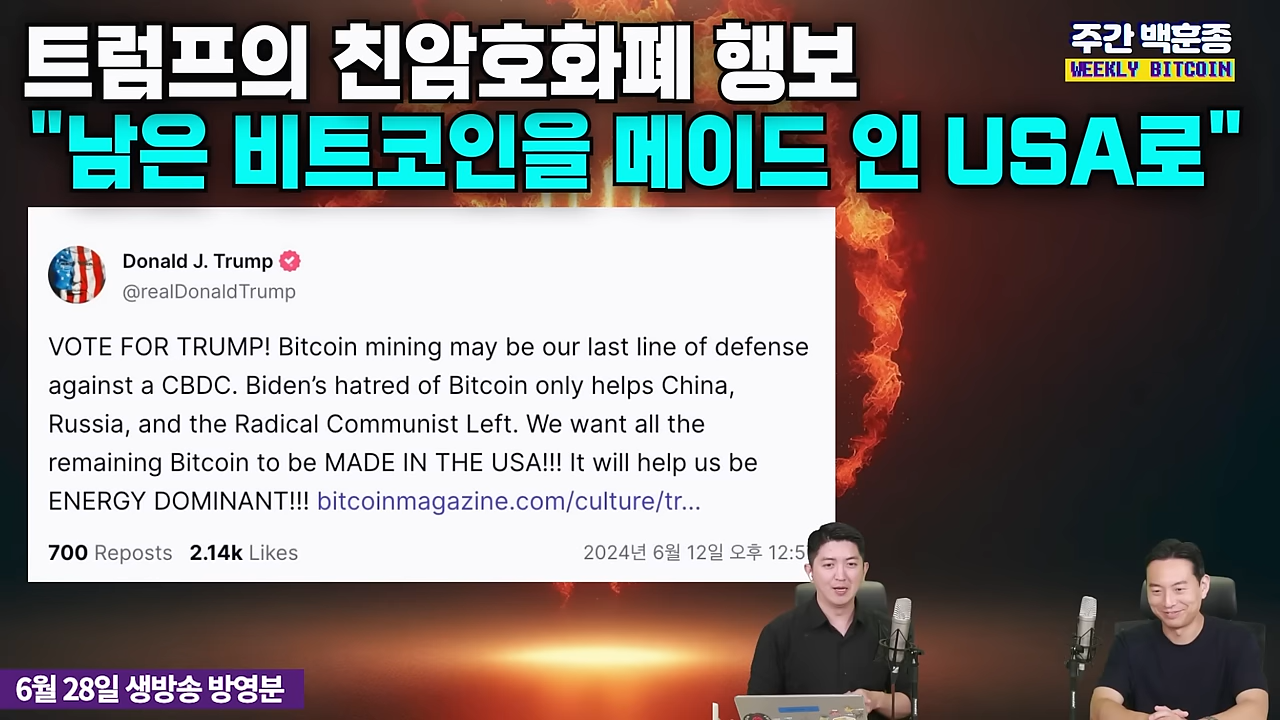 트럼프의 친암호화폐 행보
주간 백훈종
WEEKLY BITCOIN
"남은 비트코인을 메이드 인 USA로"
Donald J. Trump
@realDonaldTrump
VOTE FOR TRUMP! Bitcoin mining may be our last line of defense
against a CBDC. Biden’s hatred of Bitcoin only helps China,
Russia, and the Radical Communist Left. We want all the
remaining Bitcoin to be MADE IN THE USA!!! It will help us be
ENERGY DOMINANT!!! bitcoinmagazine.com/culture/tr...
700 Reposts 2.14k Likes
2024년 6월 12일 오후 12:5
6월 28일 생방송 방영분